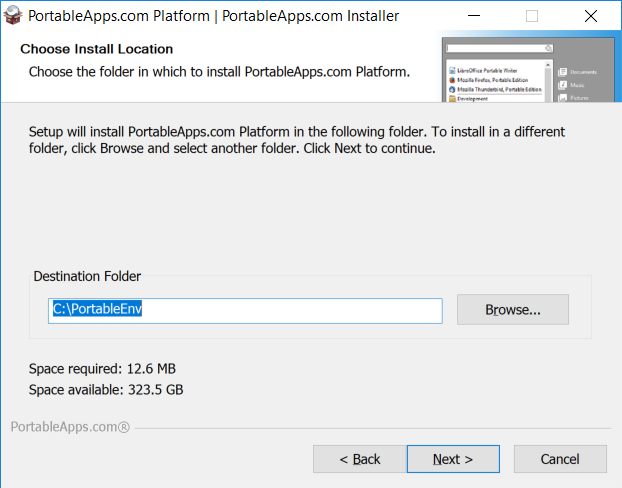 PortableApps.com Platform | PortableApps.com Installer
Choose Install Location
Choose the folder in which to install PortableApps.com Platform.
LibreOffice Portable Writer
Mozilla Firefox, Portable Edition
Mozilla Thunderbird, Portable Edition
Development
Documents
Music
Pictures
Setup will install PortableApps.com Platform in the following folder. To install in a different
folder, click Browse and select another folder. Click Next to continue.
Destination Folder
C:\PortableEnv
Browse...
Space required: 12.6 MB
Space available: 323.5 GB
PortableApps.com®
< Back
Next >
Cancel